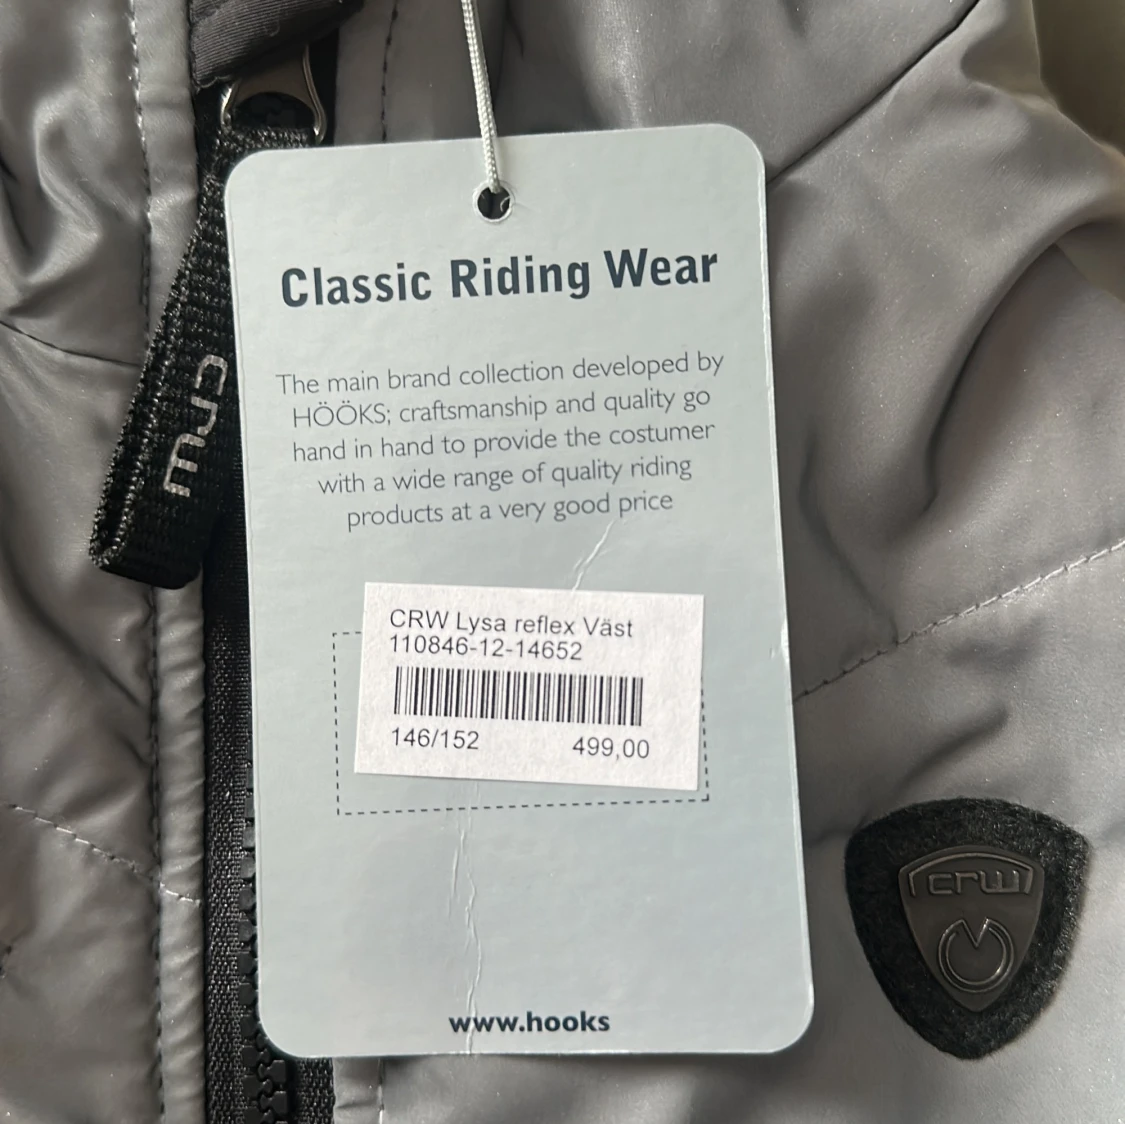 Classic Riding Wear
The main brand collection developed by
HÖÖKS; craftsmanship and quality go
hand in hand to provide the costumer
with a wide range of quality riding
products at a very good price
CRW Lysa reflex Väst
110846-12-14652
146/152 499,00
www.hooks
crw
crw